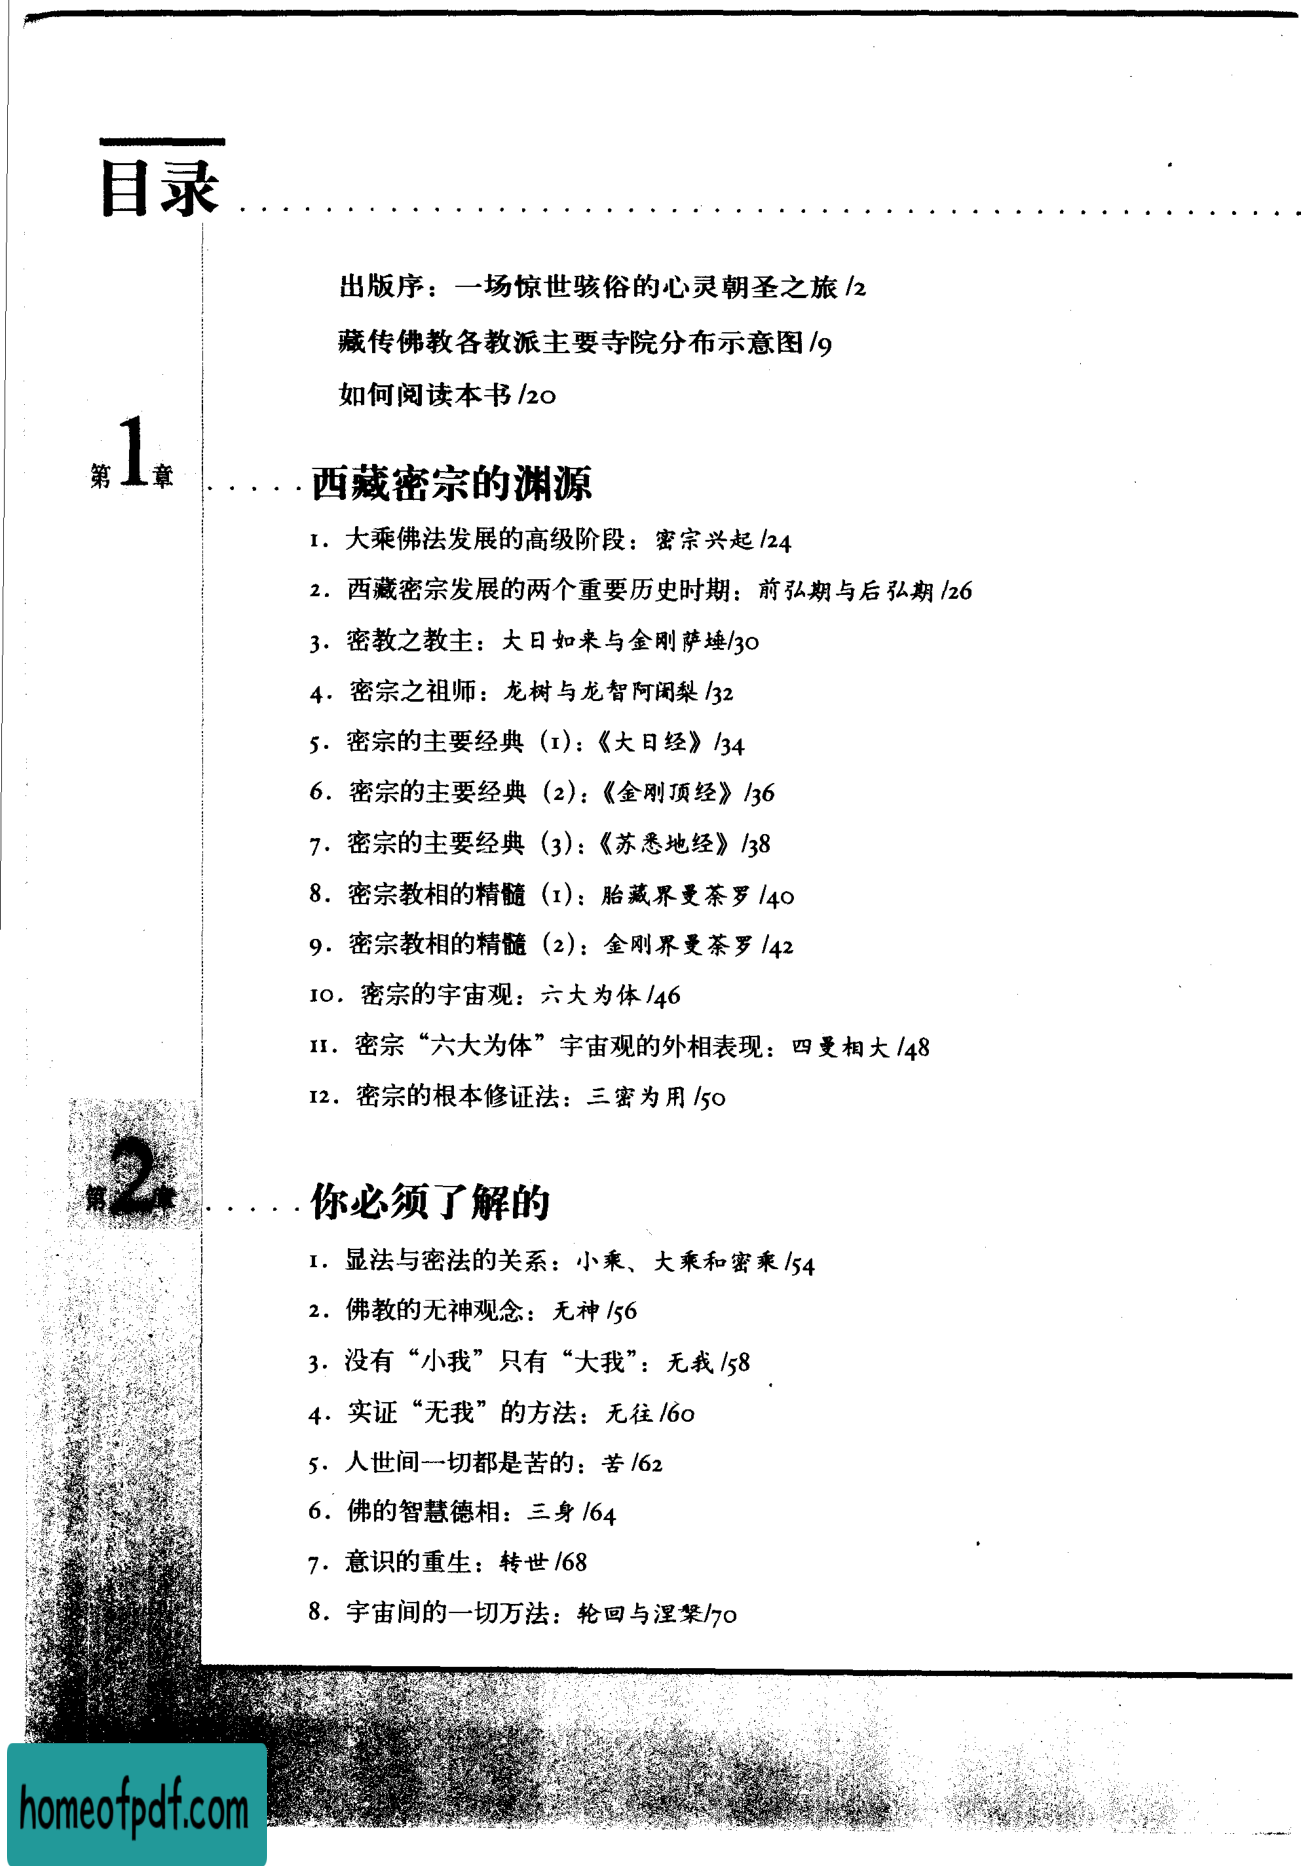 目录
出版序：一场惊世骇俗的心灵朝圣之旅 /2
藏传佛教各教派主要寺院分布示意图 /9
如何阅读本书 /20
第1章
西藏密宗的渊源
1. 大乘佛法发展的高级阶段：密宗兴起 /24
2. 西藏密宗发展的两个重要历史时期：前弘期与后弘期 /26
3. 密教之教主：大日如来与金刚萨埵/30
4. 密宗之祖师：龙树与龙智阿阇梨 /32
5. 密宗的主要经典（1）：《大日经》/34
6. 密宗的主要经典（2）：《金刚顶经》/36
7. 密宗的主要经典（3）：《苏悉地经》/38
8. 密宗教相的精髓（1）：胎藏界曼荼罗 /40
9. 密宗教相的精髓（2）：金刚界曼荼罗 /42
10. 密宗的宇宙观：六大为体 /46
11. 密宗“六大为体”宇宙观的外相表现：四曼相大 /48
12. 密宗的根本修证法：三密为用 /50
第2章
你必须了解的
1. 显法与密法的关系：小乘、大乘和密乘 /54
2. 佛教的无神观念：无神 /56
3. 没有“小我”只有“大我”：无我 /58
4. 实证“无我”的方法：无往 /60
5. 人世间一切都是苦的：苦 /62
6. 佛的智慧德相：三身 /64
7. 意识的重生：转世 /68
8. 宇宙间的一切万法：轮回与涅槃/70
homeofpdf.com